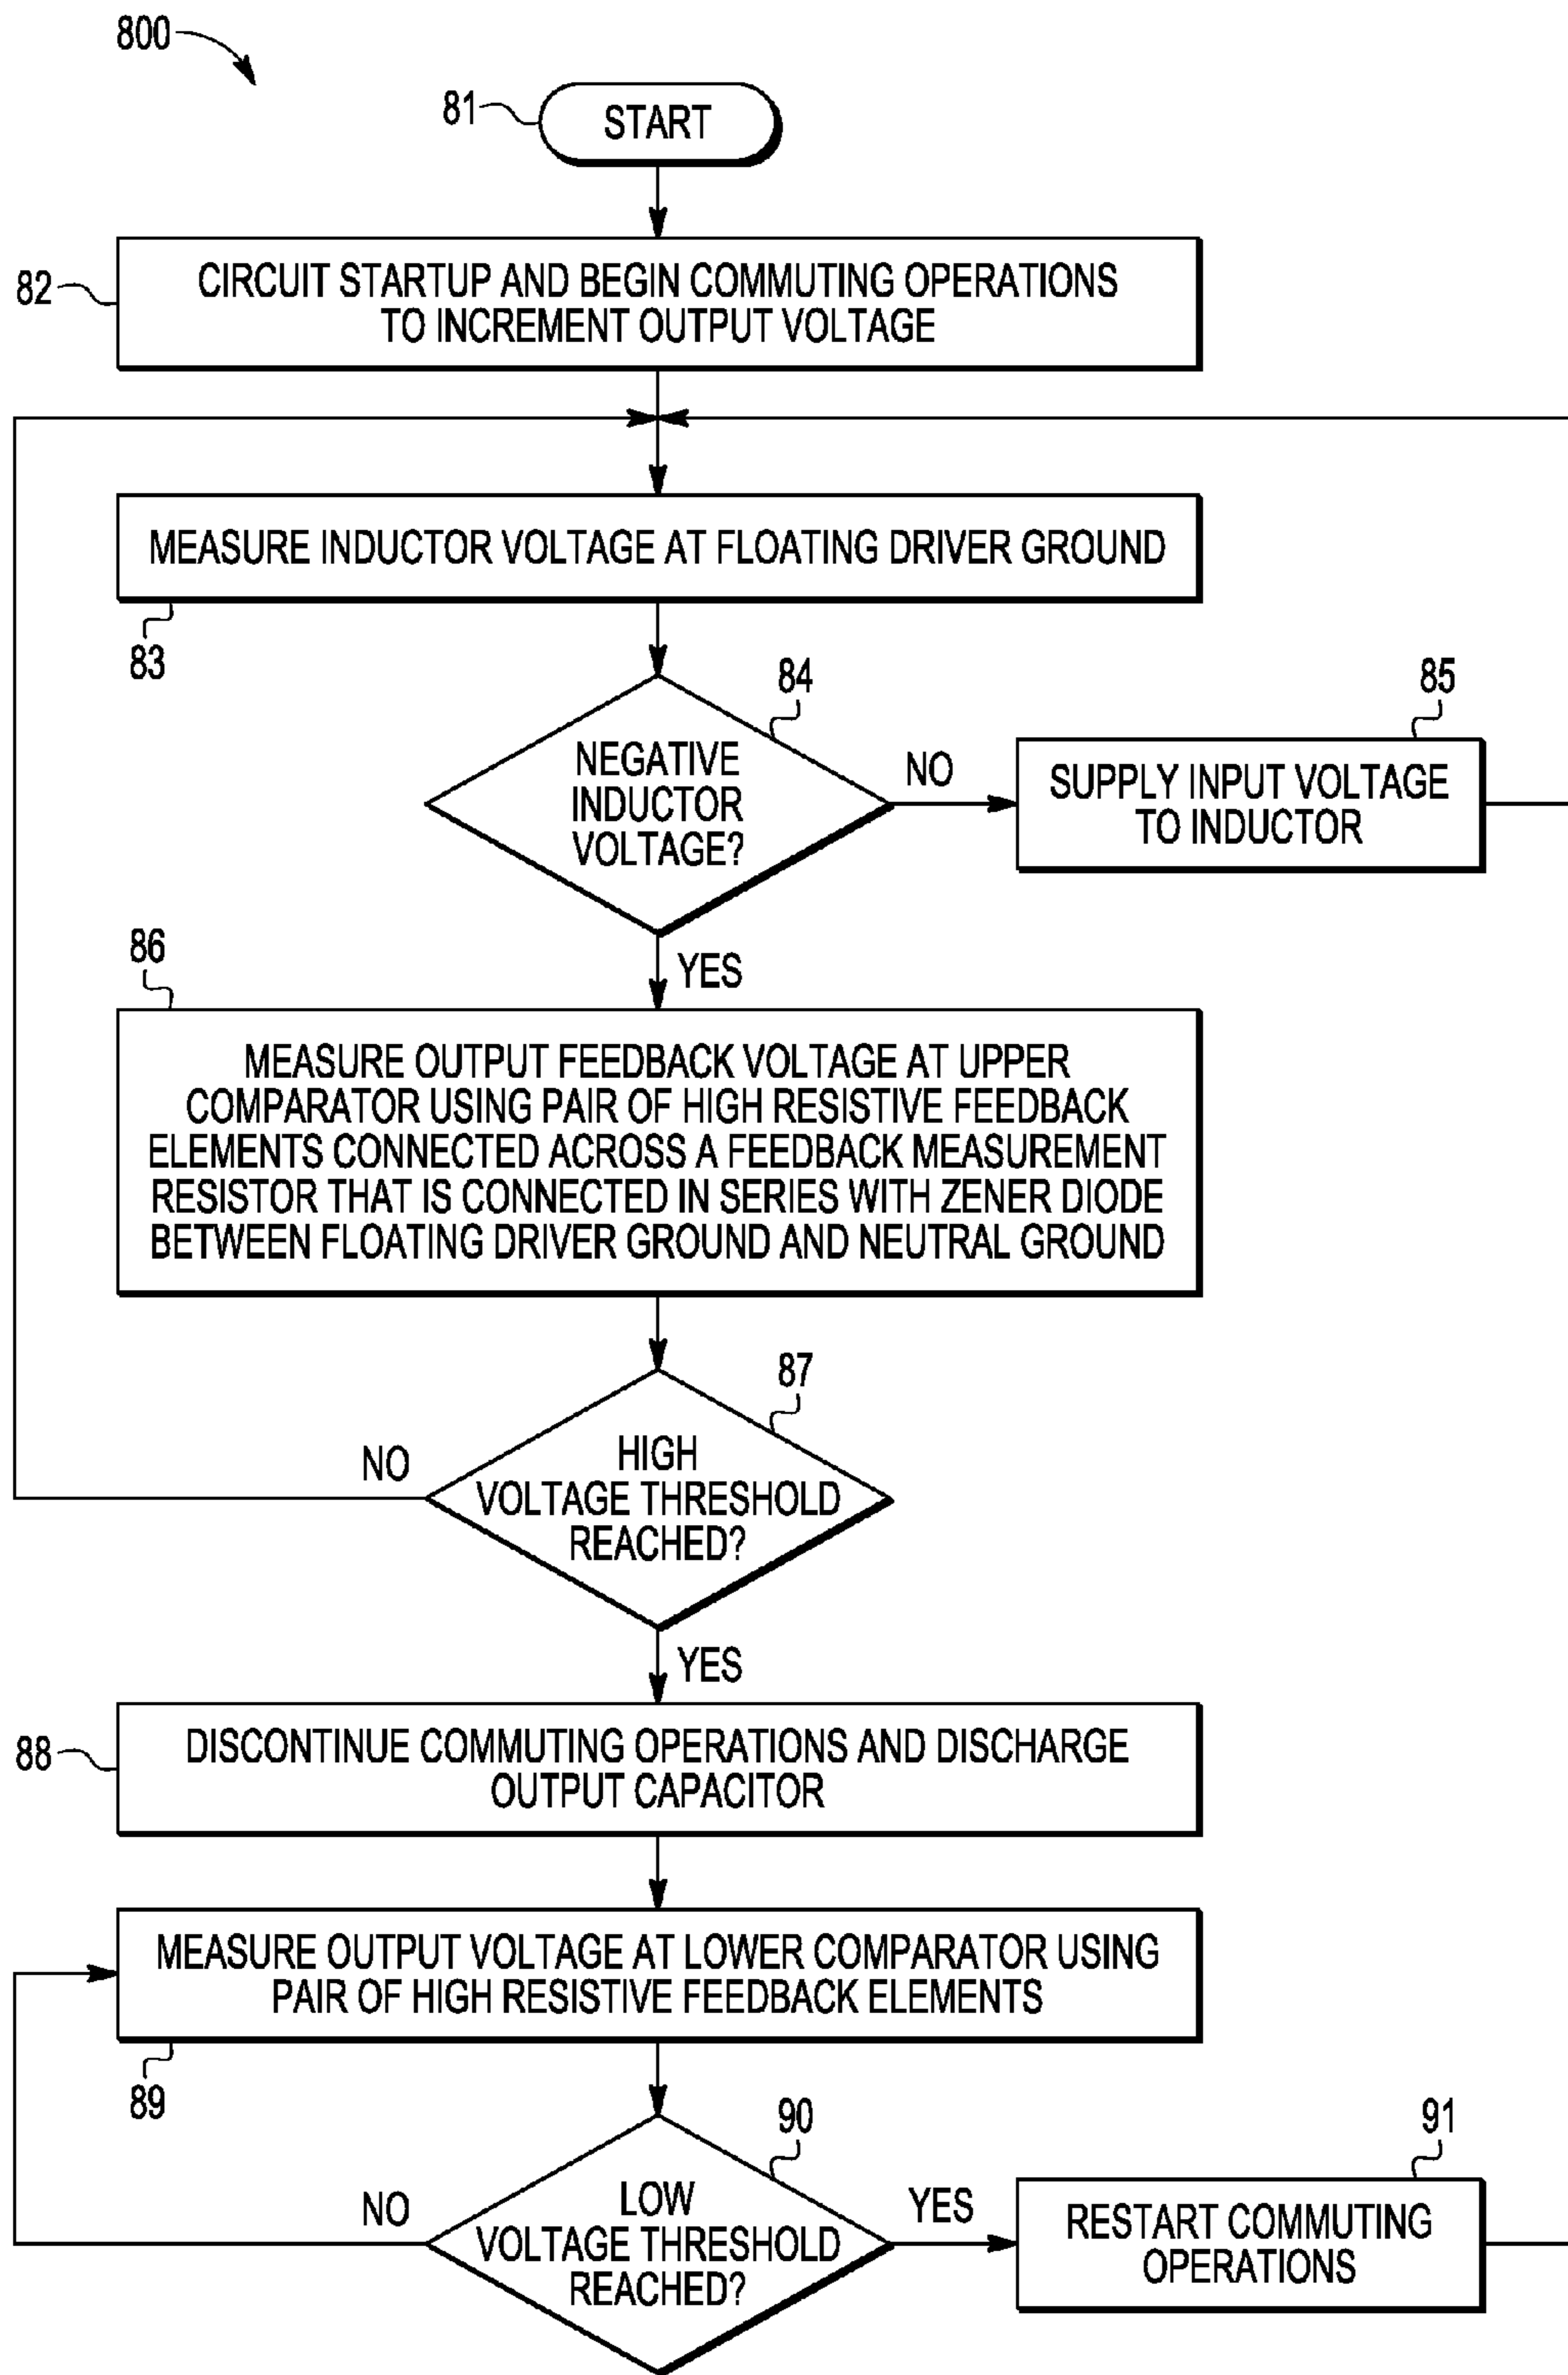 800
81
START
82
CIRCUIT STARTUP AND BEGIN COMMUTING OPERATIONS
TO INCREMENT OUTPUT VOLTAGE
MEASURE INDUCTOR VOLTAGE AT FLOATING DRIVER GROUND
83
84
NEGATIVE
INDUCTOR
VOLTAGE?
NO
85
SUPPLY INPUT VOLTAGE
TO INDUCTOR
YES
86
MEASURE OUTPUT FEEDBACK VOLTAGE AT UPPER
COMPARATOR USING PAIR OF HIGH RESISTIVE FEEDBACK
ELEMENTS CONNECTED ACROSS A FEEDBACK MEASUREMENT
RESISTOR THAT IS CONNECTED IN SERIES WITH ZENER DIODE
BETWEEN FLOATING DRIVER GROUND AND NEUTRAL GROUND
87
NO
HIGH
VOLTAGE THRESHOLD
REACHED?
YES
88
DISCONTINUE COMMUTING OPERATIONS AND DISCHARGE
OUTPUT CAPACITOR
MEASURE OUTPUT VOLTAGE AT LOWER COMPARATOR USING
PAIR OF HIGH RESISTIVE FEEDBACK ELEMENTS
89
90
NO
LOW
VOLTAGE THRESHOLD
REACHED?
YES
91
RESTART COMMUTING
OPERATIONS